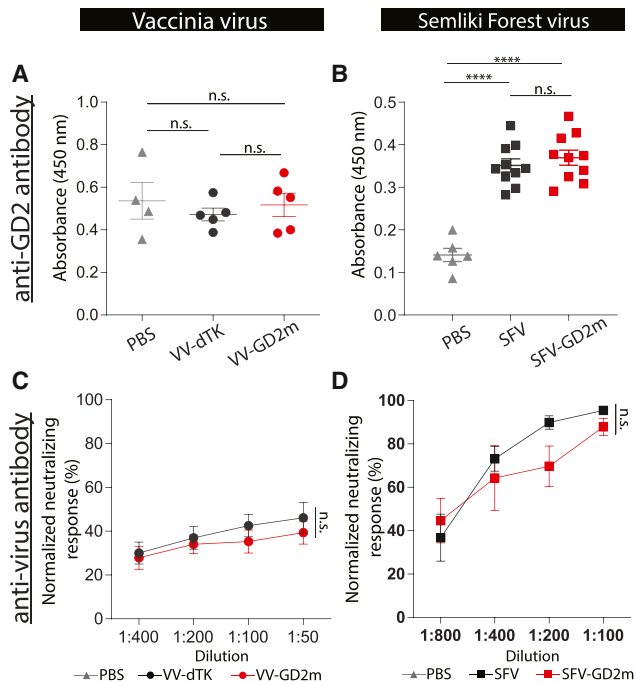 Vaccinia virus
Semliki Forest virus
anti-GD2 antibody
A
Absorbance (450 nm)
1.0
0.8
0.6
0.4
0.2
0.0
n.s.
n.s.
n.s.
PBS
VV-dTK
VV-GD2m
B
Absorbance (450 nm)
0.5
0.4
0.3
0.2
0.1
0.0
****
****
n.s.
PBS
SFV
SFV-GD2m
anti-virus antibody
C
Normalized neutralizing
response (%)
100
80
60
40
20
0
n.s.
1:400
1:200
1:100
1:50
Dilution
PBS
VV-dTK
VV-GD2m
D
Normalized neutralizing
response (%)
100
80
60
40
20
0
n.s.
1:800
1:400
1:200
1:100
Dilution
PBS
SFV
SFV-GD2m